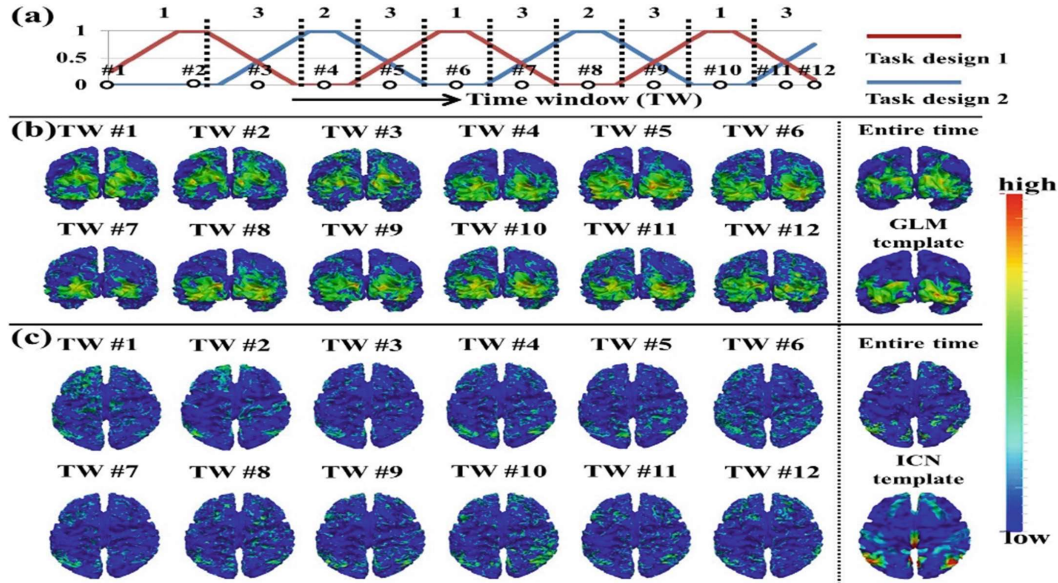 (a) 1 3 2 3 1 3 2 3 1 3
1
0.5
0
#1 #2 #3 #4 #5 #6 #7 #8 #9 #10 #11 #12
Time window (TW)
Task design 1
Task design 2
(b) TW #1 TW #2 TW #3 TW #4 TW #5 TW #6 Entire time
TW #7 TW #8 TW #9 TW #10 TW #11 TW #12 GLM
template
(c) TW #1 TW #2 TW #3 TW #4 TW #5 TW #6 Entire time
TW #7 TW #8 TW #9 TW #10 TW #11 TW #12 ICN
template
high
low